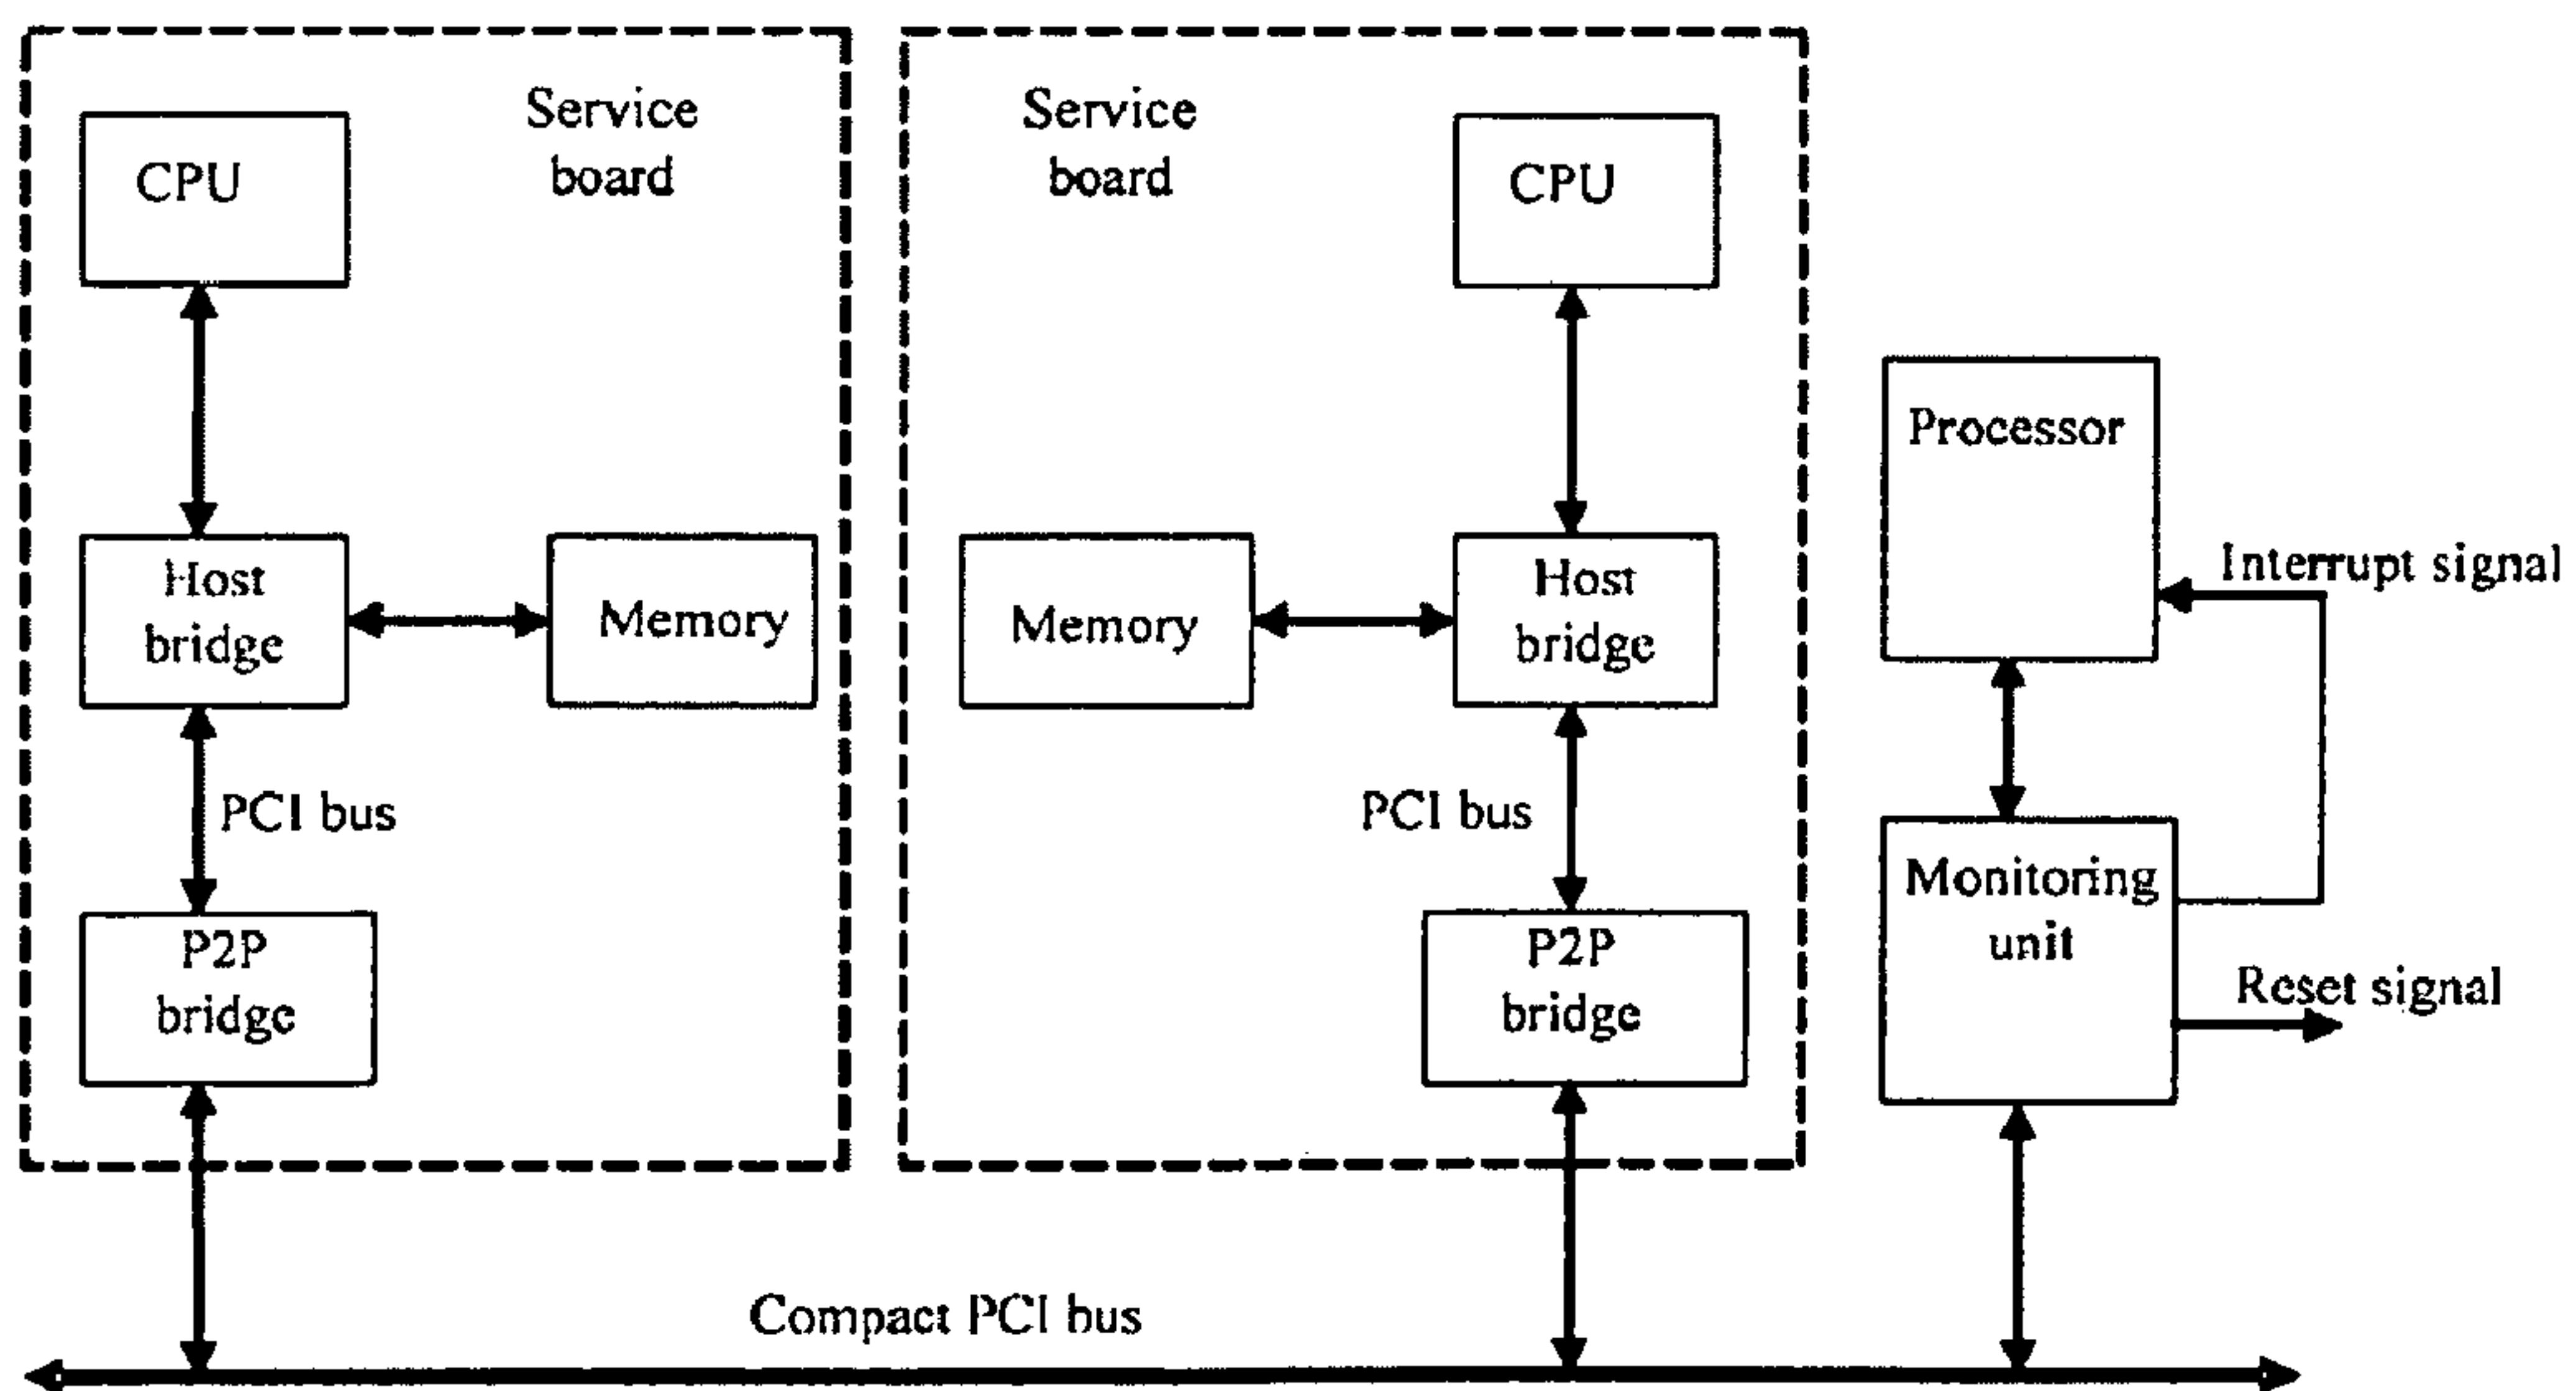 Service
board
CPU
Host
bridge
Memory
PCI bus
P2P
bridge
Service
board
CPU
Memory
Host
bridge
PCI bus
P2P
bridge
Processor
Interrupt signal
Monitoring
unit
Reset signal
Compact PCI bus